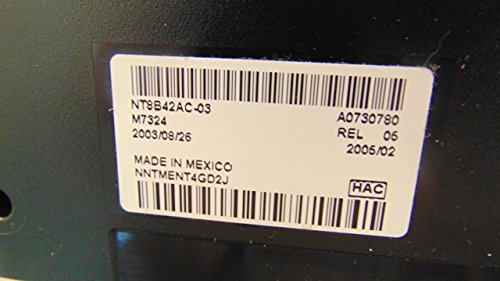 NT8B42AC-03 A0730780
M7324 REL 05
2003/08/26 2005/02
MADE IN MEXICO
NNTMENT4GD2J HAC